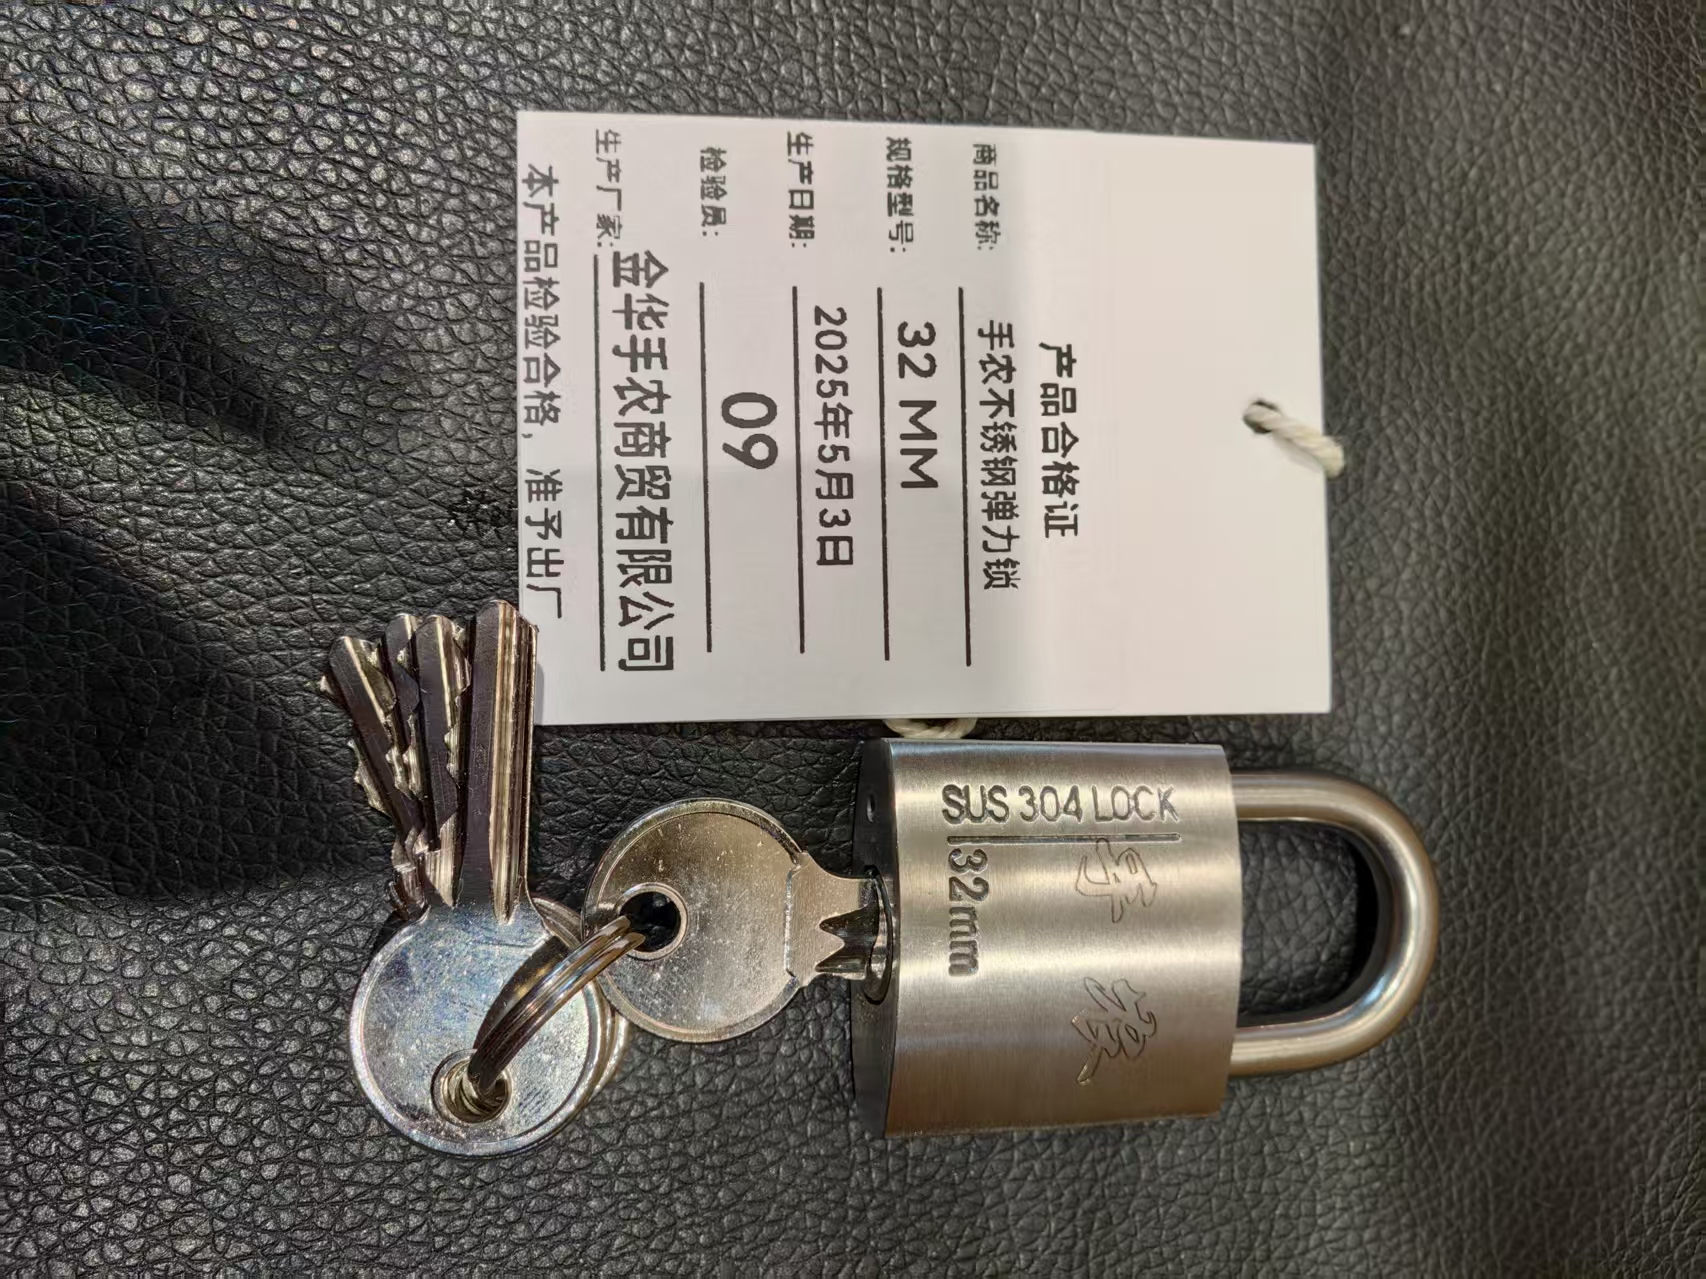 产品合格证
商品名称: 手农不锈钢弹力锁
规格型号: 32 MM
生产日期: 2025年5月3日
检验员: 09
生产厂家: 金华手农商贸有限公司
本产品检验合格，准予出厂
SUS 304 LOCK
32mm
手农